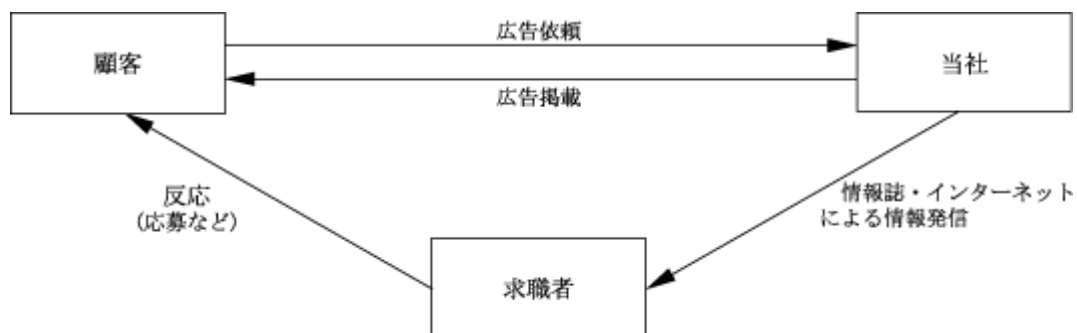 広告依頼
顧客
当社
広告掲載
反応
(応募など)
情報誌・インターネット
による情報発信
求職者